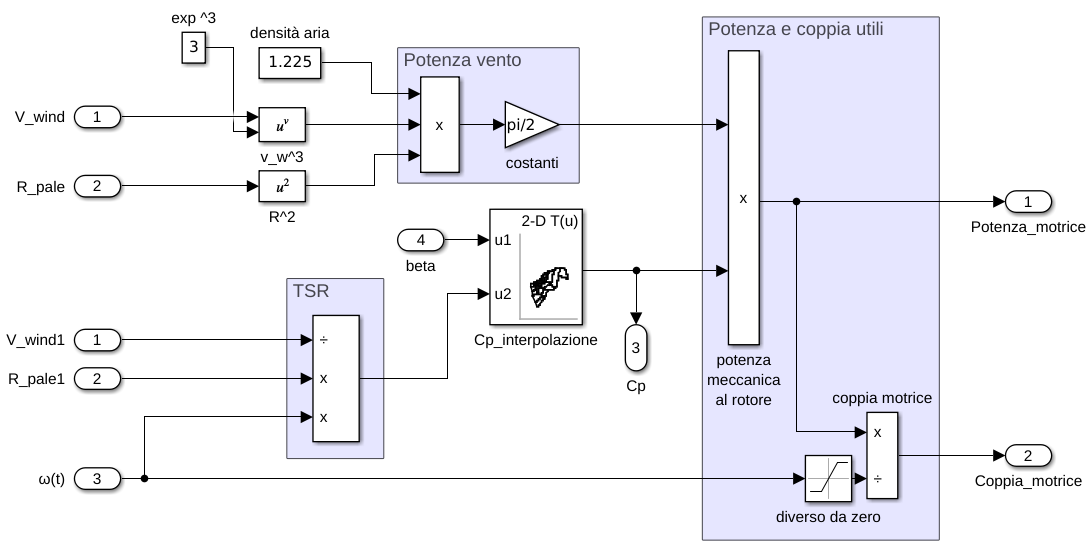 exp ^3
3
densità aria
1.225
Potenza vento
Potenza e coppia utili
V_wind
1
u^v
v_w^3
x
pi/2
costanti
R_pale
2
u²
R^2
x
1
Potenza_motrice
4
beta
2-D T(u)
u1
u2
Cp_interpolazione
3
Cp
TSR
V_wind1
1
÷
R_pale1
2
x
x
ω(t)
3
potenza
meccanica
al rotore
coppia motrice
x
÷
diverso da zero
2
Coppia_motrice